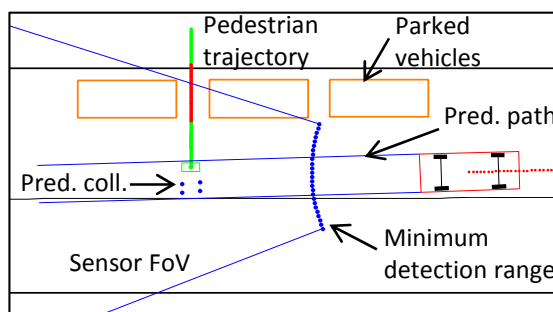 Pedestrian
trajectory
Parked
vehicles
Pred. path
Pred. coll.
Minimum
detection range
Sensor FoV